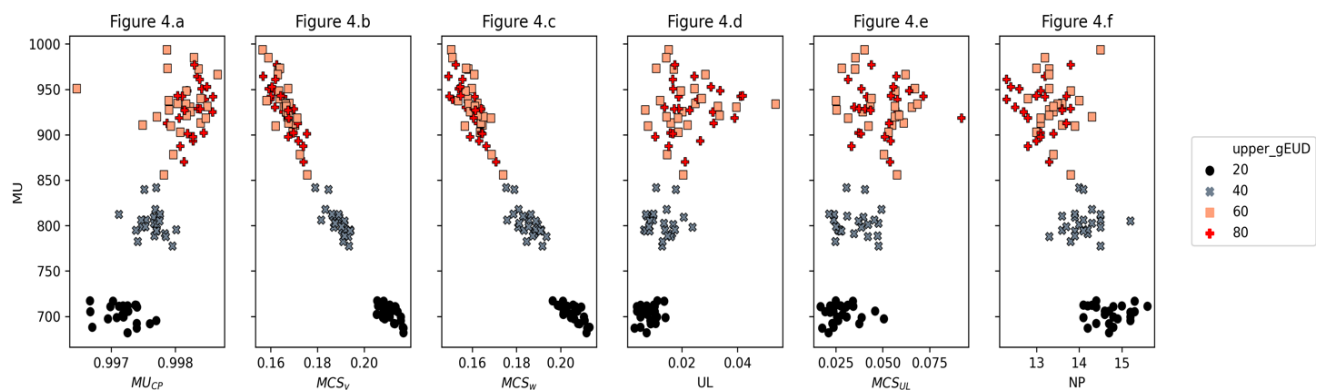 Figure 4.a Figure 4.b Figure 4.c Figure 4.d Figure 4.e Figure 4.f
1000
950
900
850
800
750
700
MU
0.997 0.998 0.16 0.18 0.20 0.16 0.18 0.20 0.02 0.04 0.025 0.050 0.075 13 14 15
MU_CP MCS_v MCS_w UL MCS_UL NP
upper_gEUD
20
40
60
80